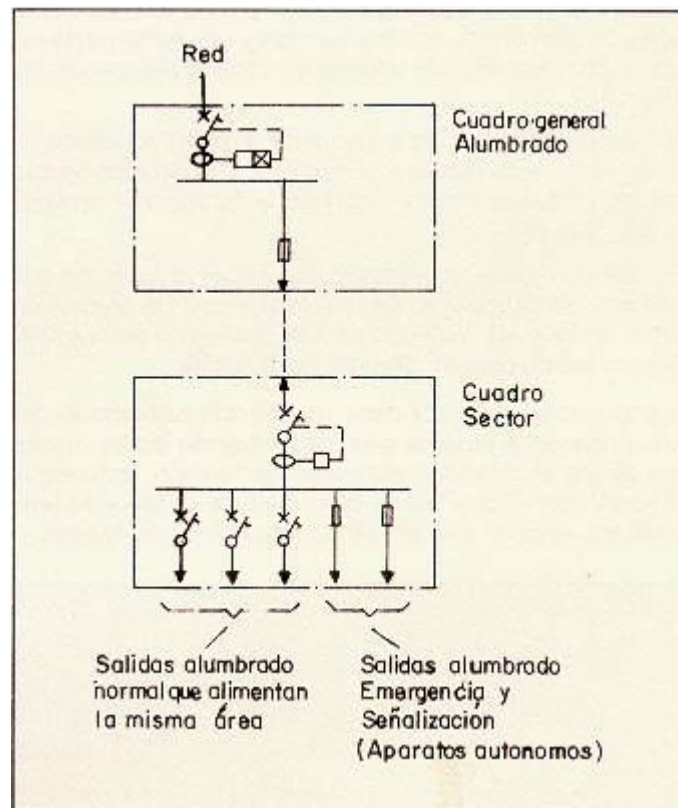 Red
Cuadro general
Alumbrado
Cuadro
Sector
Salidas alumbrado
normal que alimentan
la misma área
Salidas alumbrado
Emergencia y
Señalización
(Aparatos autonomos)